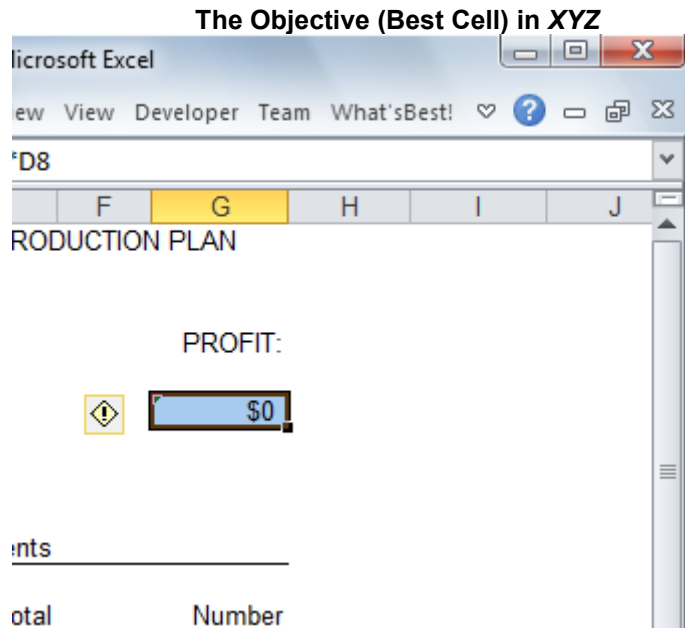 The Objective (Best Cell) in XYZ
licrosoft Excel
ew View Developer Team What'sBest!
*D8
F G H I J
RODUCTION PLAN
PROFIT:
$0
ents
otal Number